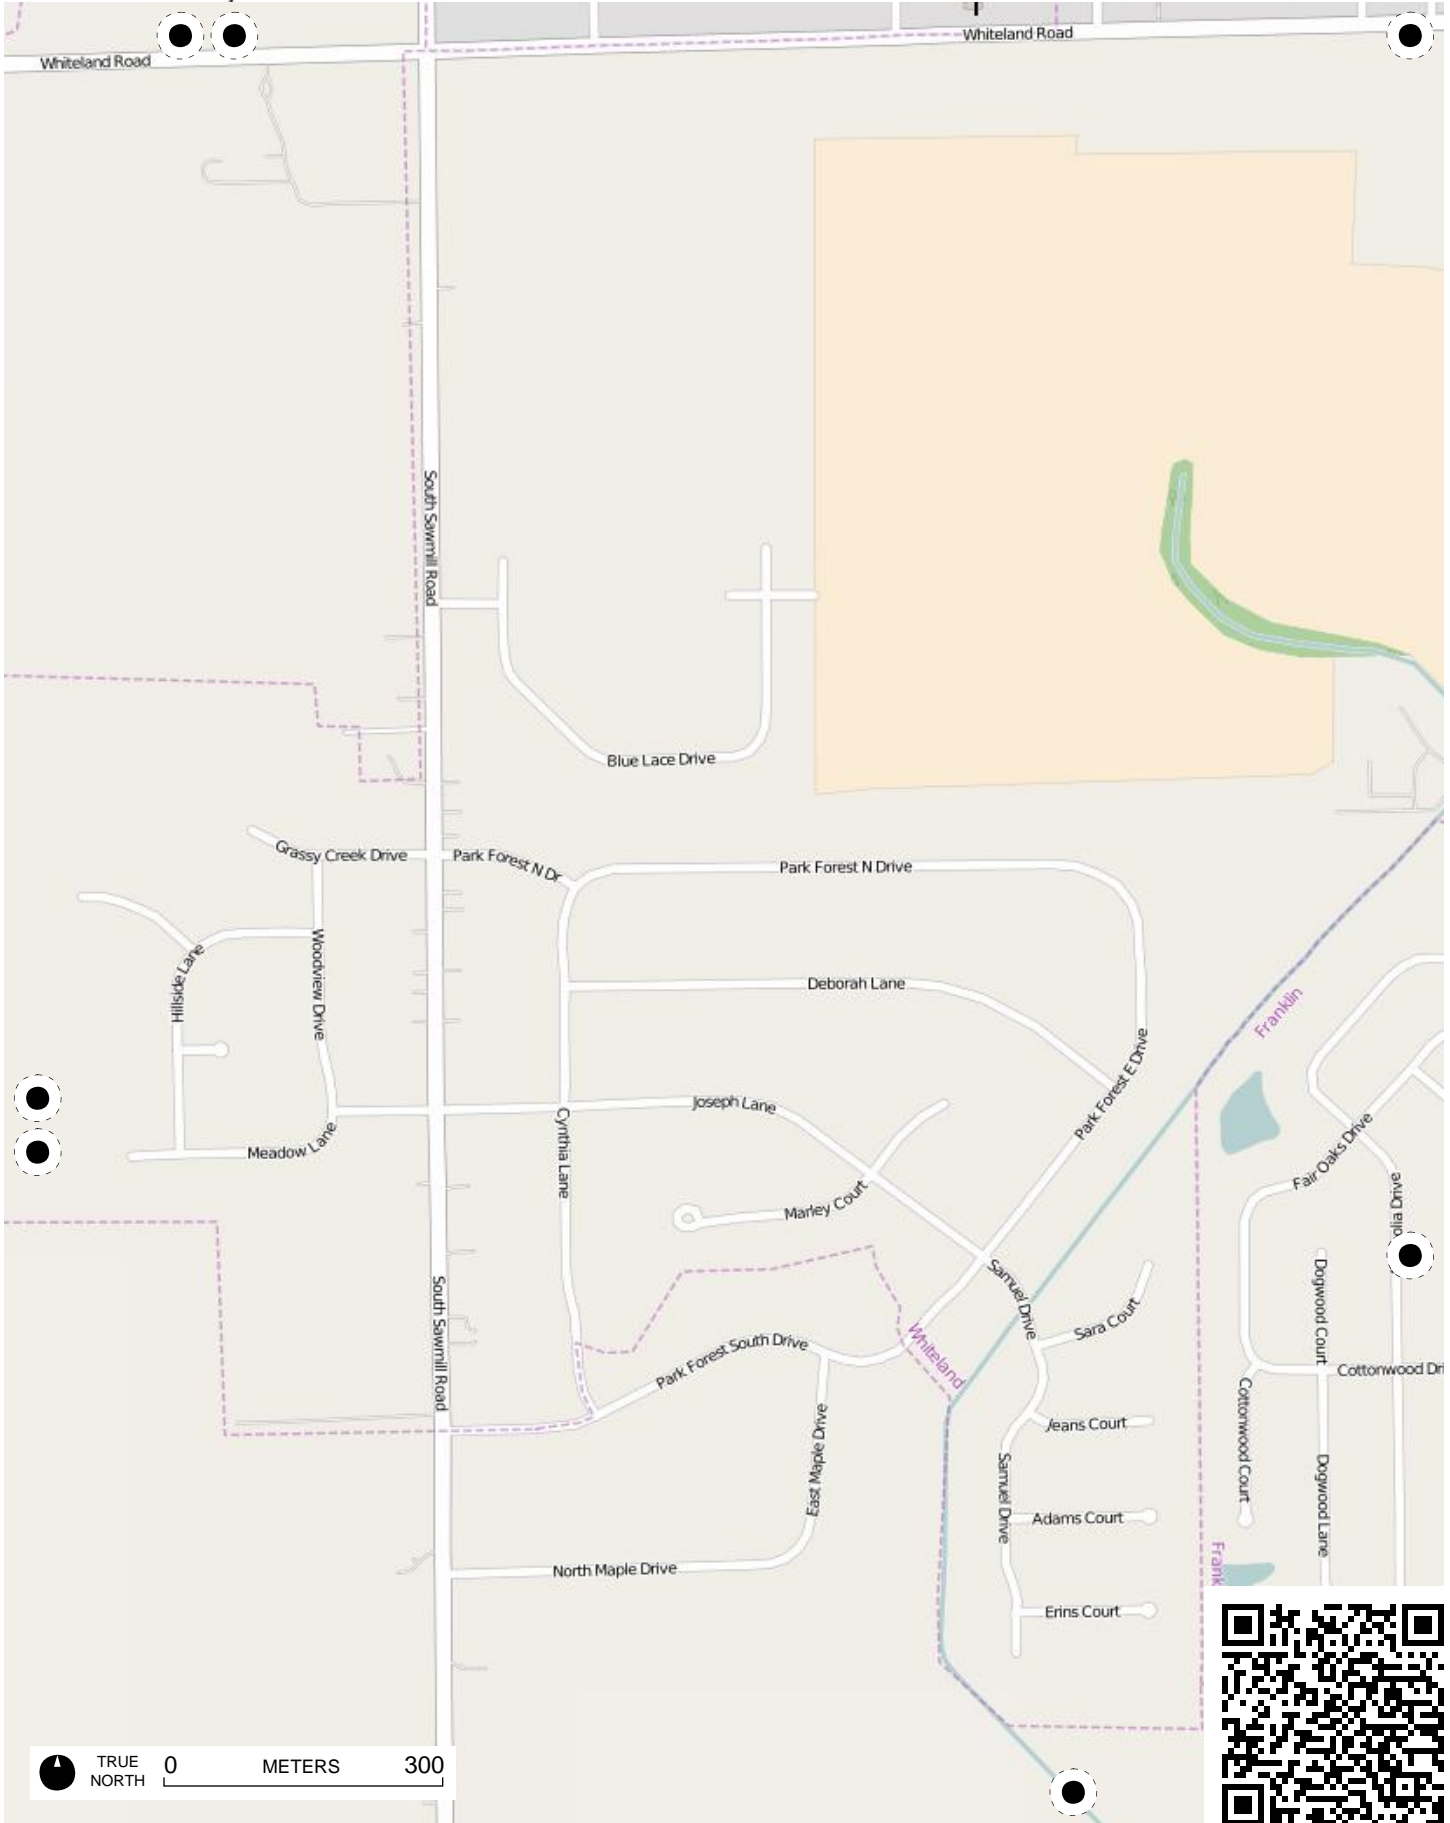 Whiteland Road
Whiteland Road
South Sawmill Road
Blue Lace Drive
Grassy Creek Drive
Park Forest N Dr
Park Forest N Drive
Hillside Lane
Woodview Drive
Deborah Lane
Franklin
Park Forest E Drive
Joseph Lane
Cynthia Lane
Meadow Lane
Fair Oaks Drive
Marley Court
olia Drive
South Sawmill Road
Samuel Drive
Sara Court
Dogwood Court
Park Forest South Drive
Whiteland
Cottonwood Dri
Cottonwood Court
East Maple Drive
Jeans Court
Samuel Drive
Dogwood Lane
Adams Court
North Maple Drive
Frank
Erins Court
TRUE
NORTH
0 METERS 300